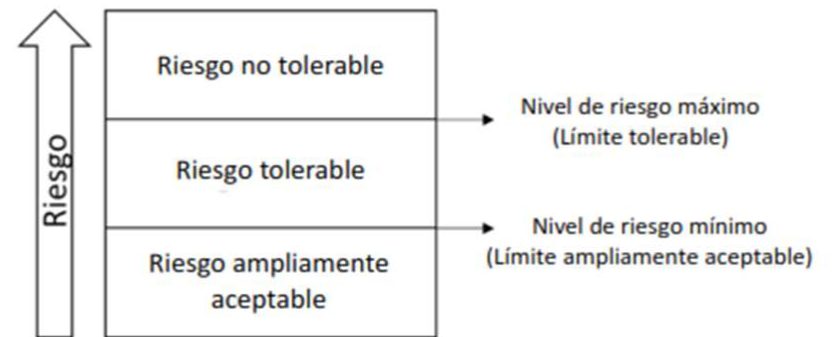 Riesgo
Riesgo no tolerable
Nivel de riesgo máximo
(Límite tolerable)
Riesgo tolerable
Nivel de riesgo mínimo
(Límite ampliamente aceptable)
Riesgo ampliamente
aceptable